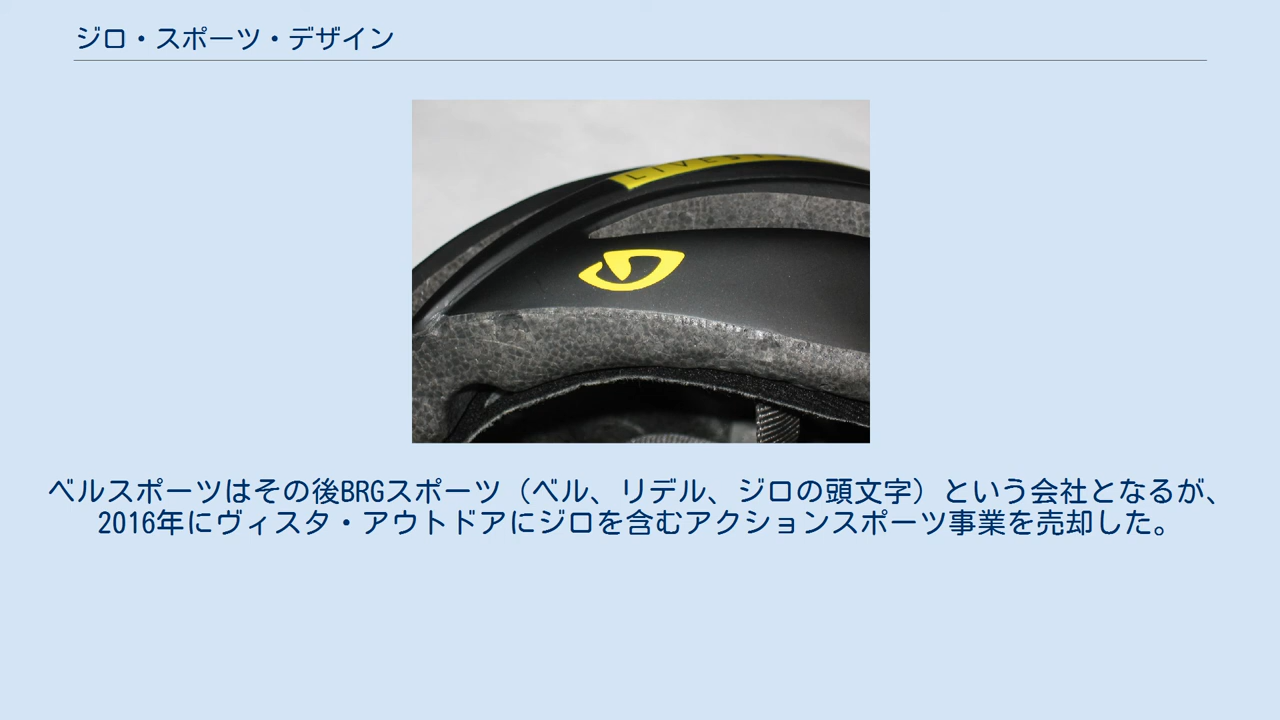 ジロ・スポーツ・デザイン
LIVEST
ベルスポーツはその後BRGスポーツ（ベル、リデル、ジロの頭文字）という会社となるが、
2016年にヴィスタ・アウトドアにジロを含むアクションスポーツ事業を売却した。